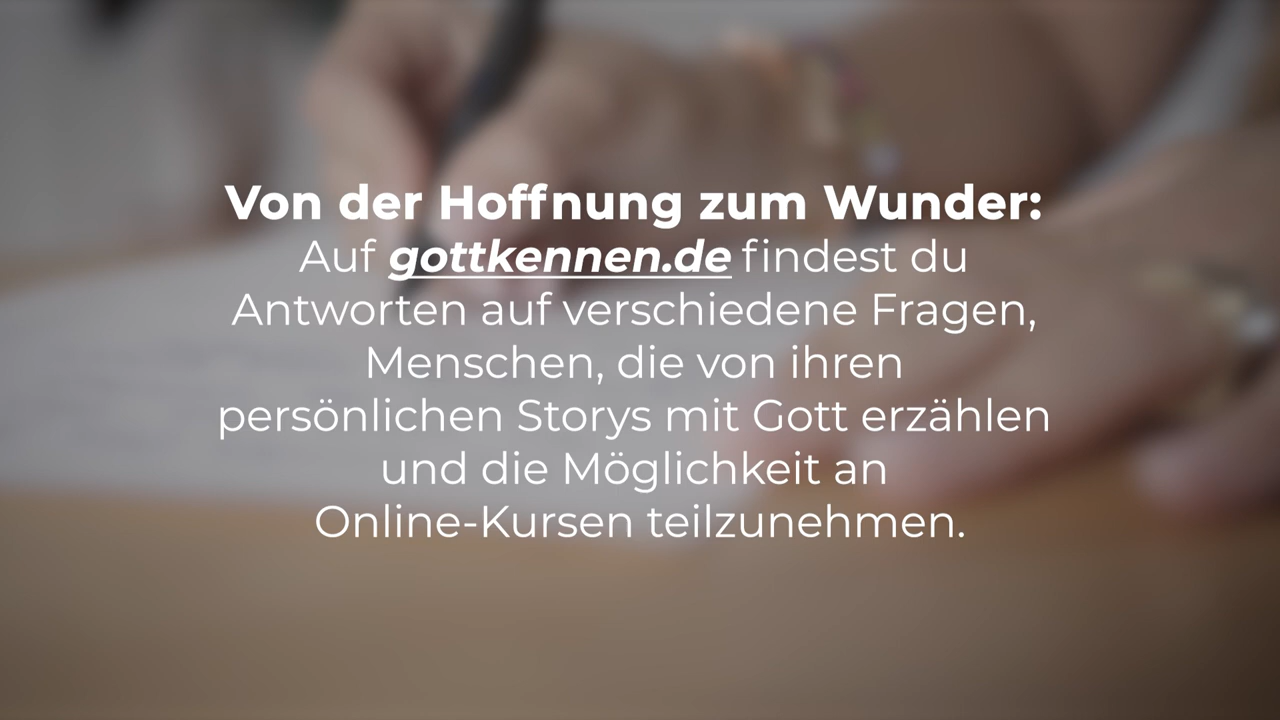 Von der Hoffnung zum Wunder:
Auf gottkennen.de findest du
Antworten auf verschiedene Fragen,
Menschen, die von ihren
persönlichen Storys mit Gott erzählen
und die Möglichkeit an
Online-Kursen teilzunehmen.